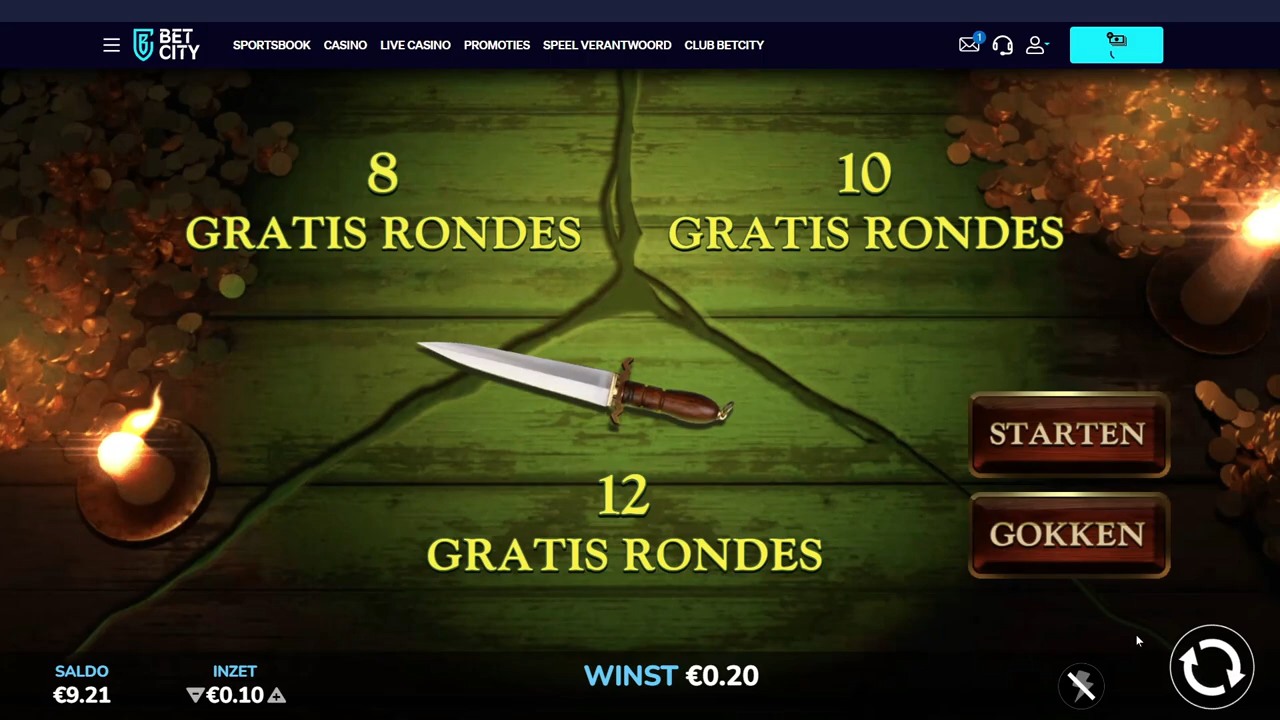 BET
CITY
SPORTSBOOK CASINO LIVE CASINO PROMOTIES SPEEL VERANTWOORD CLUB BETCITY
1
8
GRATIS RONDES
10
GRATIS RONDES
12
GRATIS RONDES
STARTEN
GOKKEN
SALDO
€9.21
INZET
€0.10
WINST €0.20